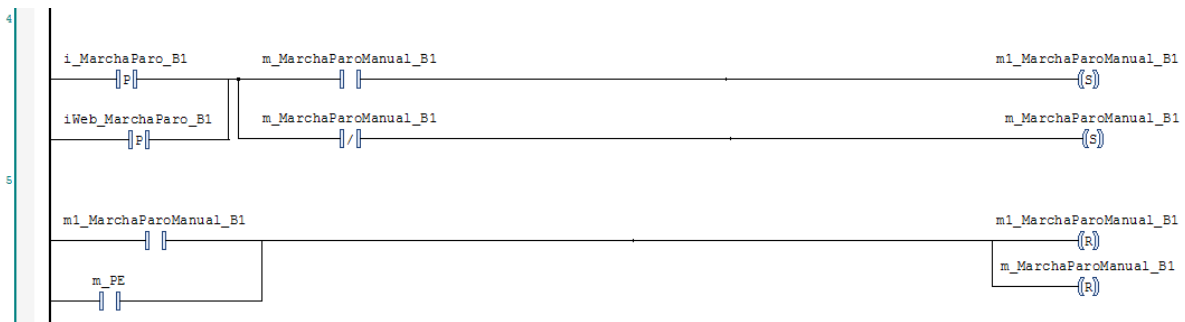 4
i_MarchaParo_B1 m_MarchaParoManual_B1 m1_MarchaParoManual_B1
P S
iWeb_MarchaParo_B1 m_MarchaParoManual_B1 m_MarchaParoManual_B1
P / S
5
m1_MarchaParoManual_B1 m1_MarchaParoManual_B1
R
m_PE m_MarchaParoManual_B1
R